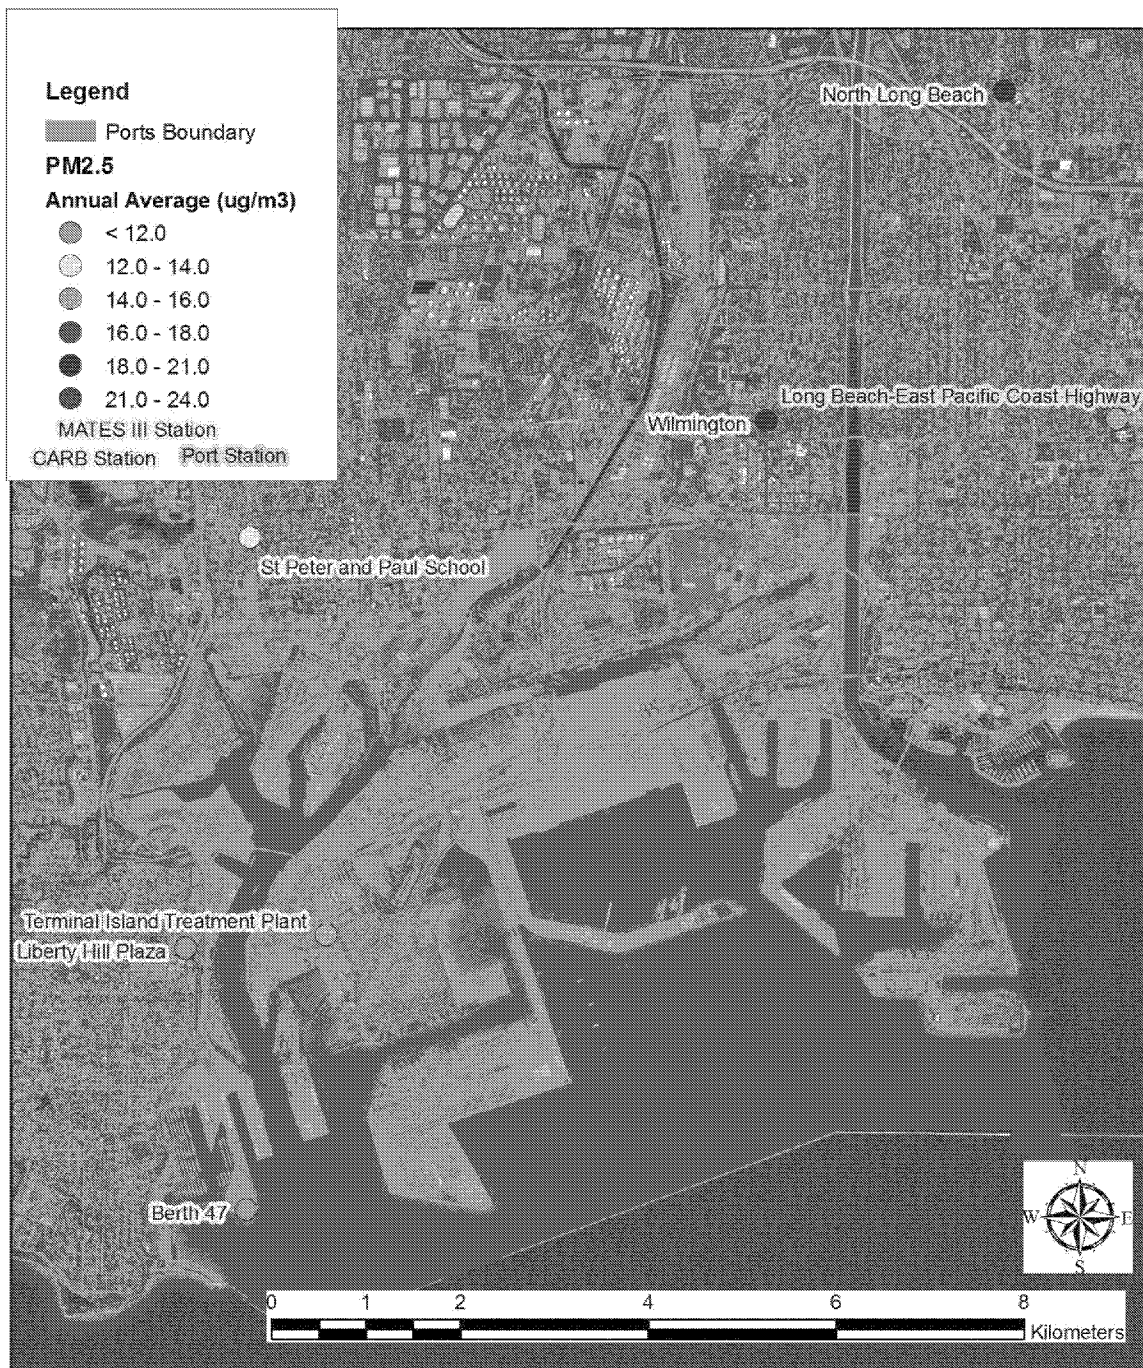 Legend
Ports Boundary
PM2.5
Annual Average (ug/m3)
< 12.0
12.0 - 14.0
14.0 - 16.0
16.0 - 18.0
18.0 - 21.0
21.0 - 24.0
MATES III Station
CARB Station Port Station
North Long Beach
Long Beach-East Pacific Coast Highway
Wilmington
St Peter and Paul School
Terminal Island Treatment Plant
Liberty Hill Plaza
Berth 47
N
W E
S
0 1 2 4 6 8
Kilometers